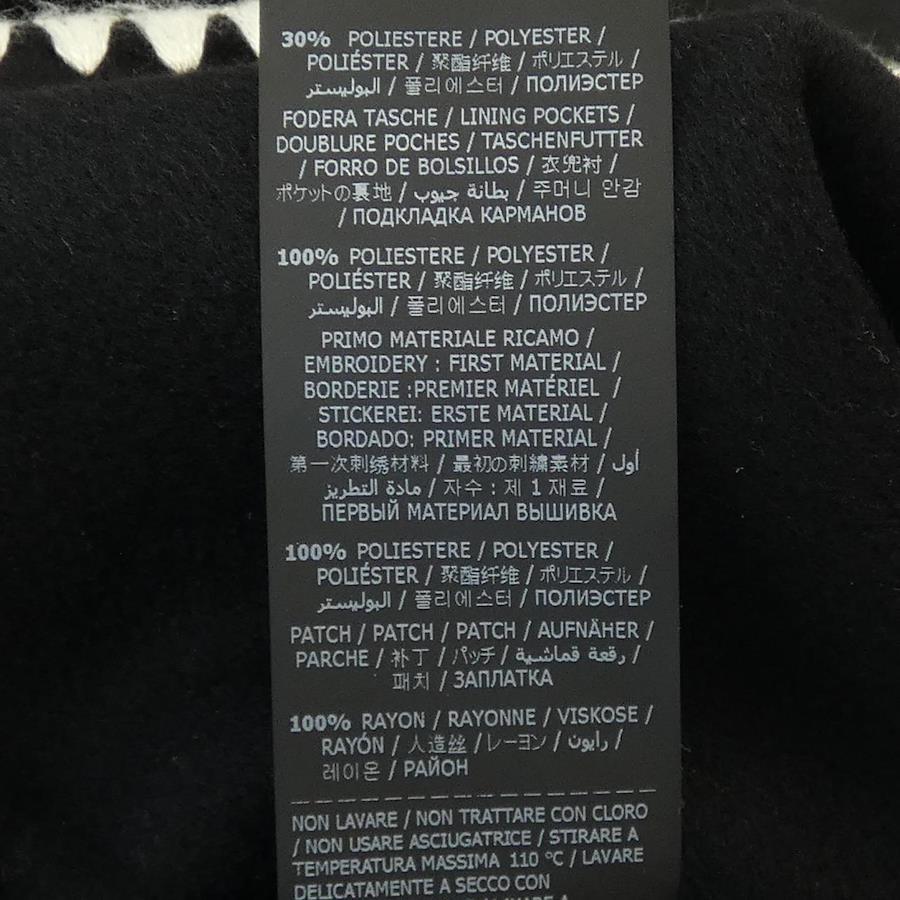 30% POLIESTERE / POLYESTER /
POLIÉSTER / 聚酯纤维 / ポリエステル /
البوليستر / 폴리에스터 / ПОЛИЭСТЕР
FODERA TASCHE / LINING POCKETS /
DOUBLURE POCHES / TASCHENFUTTER
/ FORRO DE BOLSILLOS / 衣兜衬 /
ポケットの裏地 / بطانة جيوب / 주머니 안감
/ ПОДКЛАДКА КАРМАНОВ
100% POLIESTERE / POLYESTER /
POLIÉSTER / 聚酯纤维 / ポリエステル /
البوليستر / 폴리에스터 / ПОЛИЭСТЕР
PRIMO MATERIALE RICAMO /
EMBROIDERY : FIRST MATERIAL /
BORDERIE :PREMIER MATÉRIEL /
STICKEREI: ERSTE MATERIAL /
BORDADO: PRIMER MATERIAL /
第一次刺绣材料 / 最初の刺繍素材 / أول
مادة التطريز / 자수 : 제 1 재료 /
ПЕРВЫЙ МАТЕРИАЛ ВЫШИВКА
100% POLIESTERE / POLYESTER /
POLIÉSTER / 聚酯纤维 / ポリエステル /
البوليستر / 폴리에스터 / ПОЛИЭСТЕР
PATCH / PATCH / PATCH / AUFNÄHER /
PARCHE / 补丁 / パッチ / رقعة قماشية /
패치 / ЗАПЛАТКА
100% RAYON / RAYONNE / VISKOSE /
RAYÓN / 人造丝 / レーヨン / رايون /
레이온 / РАЙОН
NON LAVARE / NON TRATTARE CON CLORO
/ NON USARE ASCIUGATRICE / STIRARE A
TEMPERATURA MASSIMA 110 °C / LAVARE
DELICATAMENTE A SECCO CON